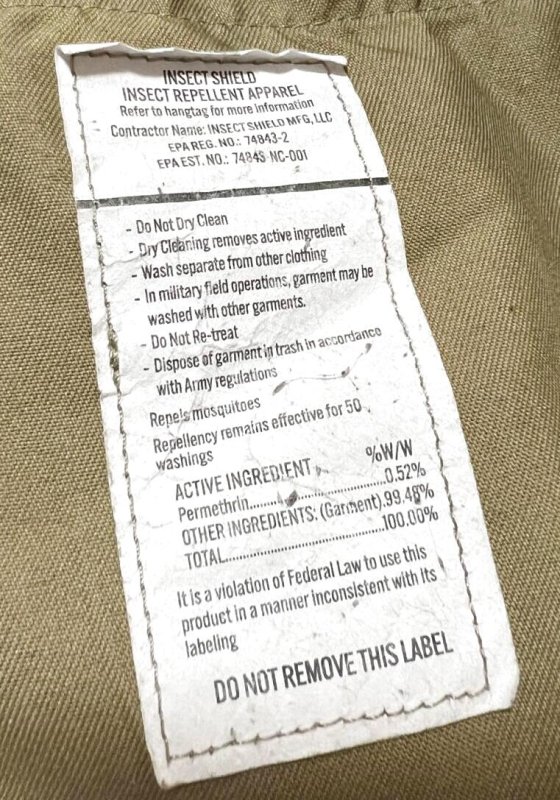 INSECT SHIELD
INSECT REPELLENT APPAREL
Refer to hangtag for more information
Contractor Name: INSECT SHIELD MFG, LLC
EPA REG. NO.: 74843-2
EPA EST. NO.: 74843-NC-001
- Do Not Dry Clean
- Dry Cleaning removes active ingredient
- Wash separate from other clothing
- In military field operations, garment may be
washed with other garments.
- Do Not Re-treat
- Dispose of garment in trash in accordance
with Army regulations
Repels mosquitoes
Repellency remains effective for 50
washings
ACTIVE INGREDIENT %W/W
Permethrin..............................0.52%
OTHER INGREDIENTS: (Garment).99.48%
TOTAL....................................100.00%
It is a violation of Federal Law to use this
product in a manner inconsistent with its
labeling
DO NOT REMOVE THIS LABEL